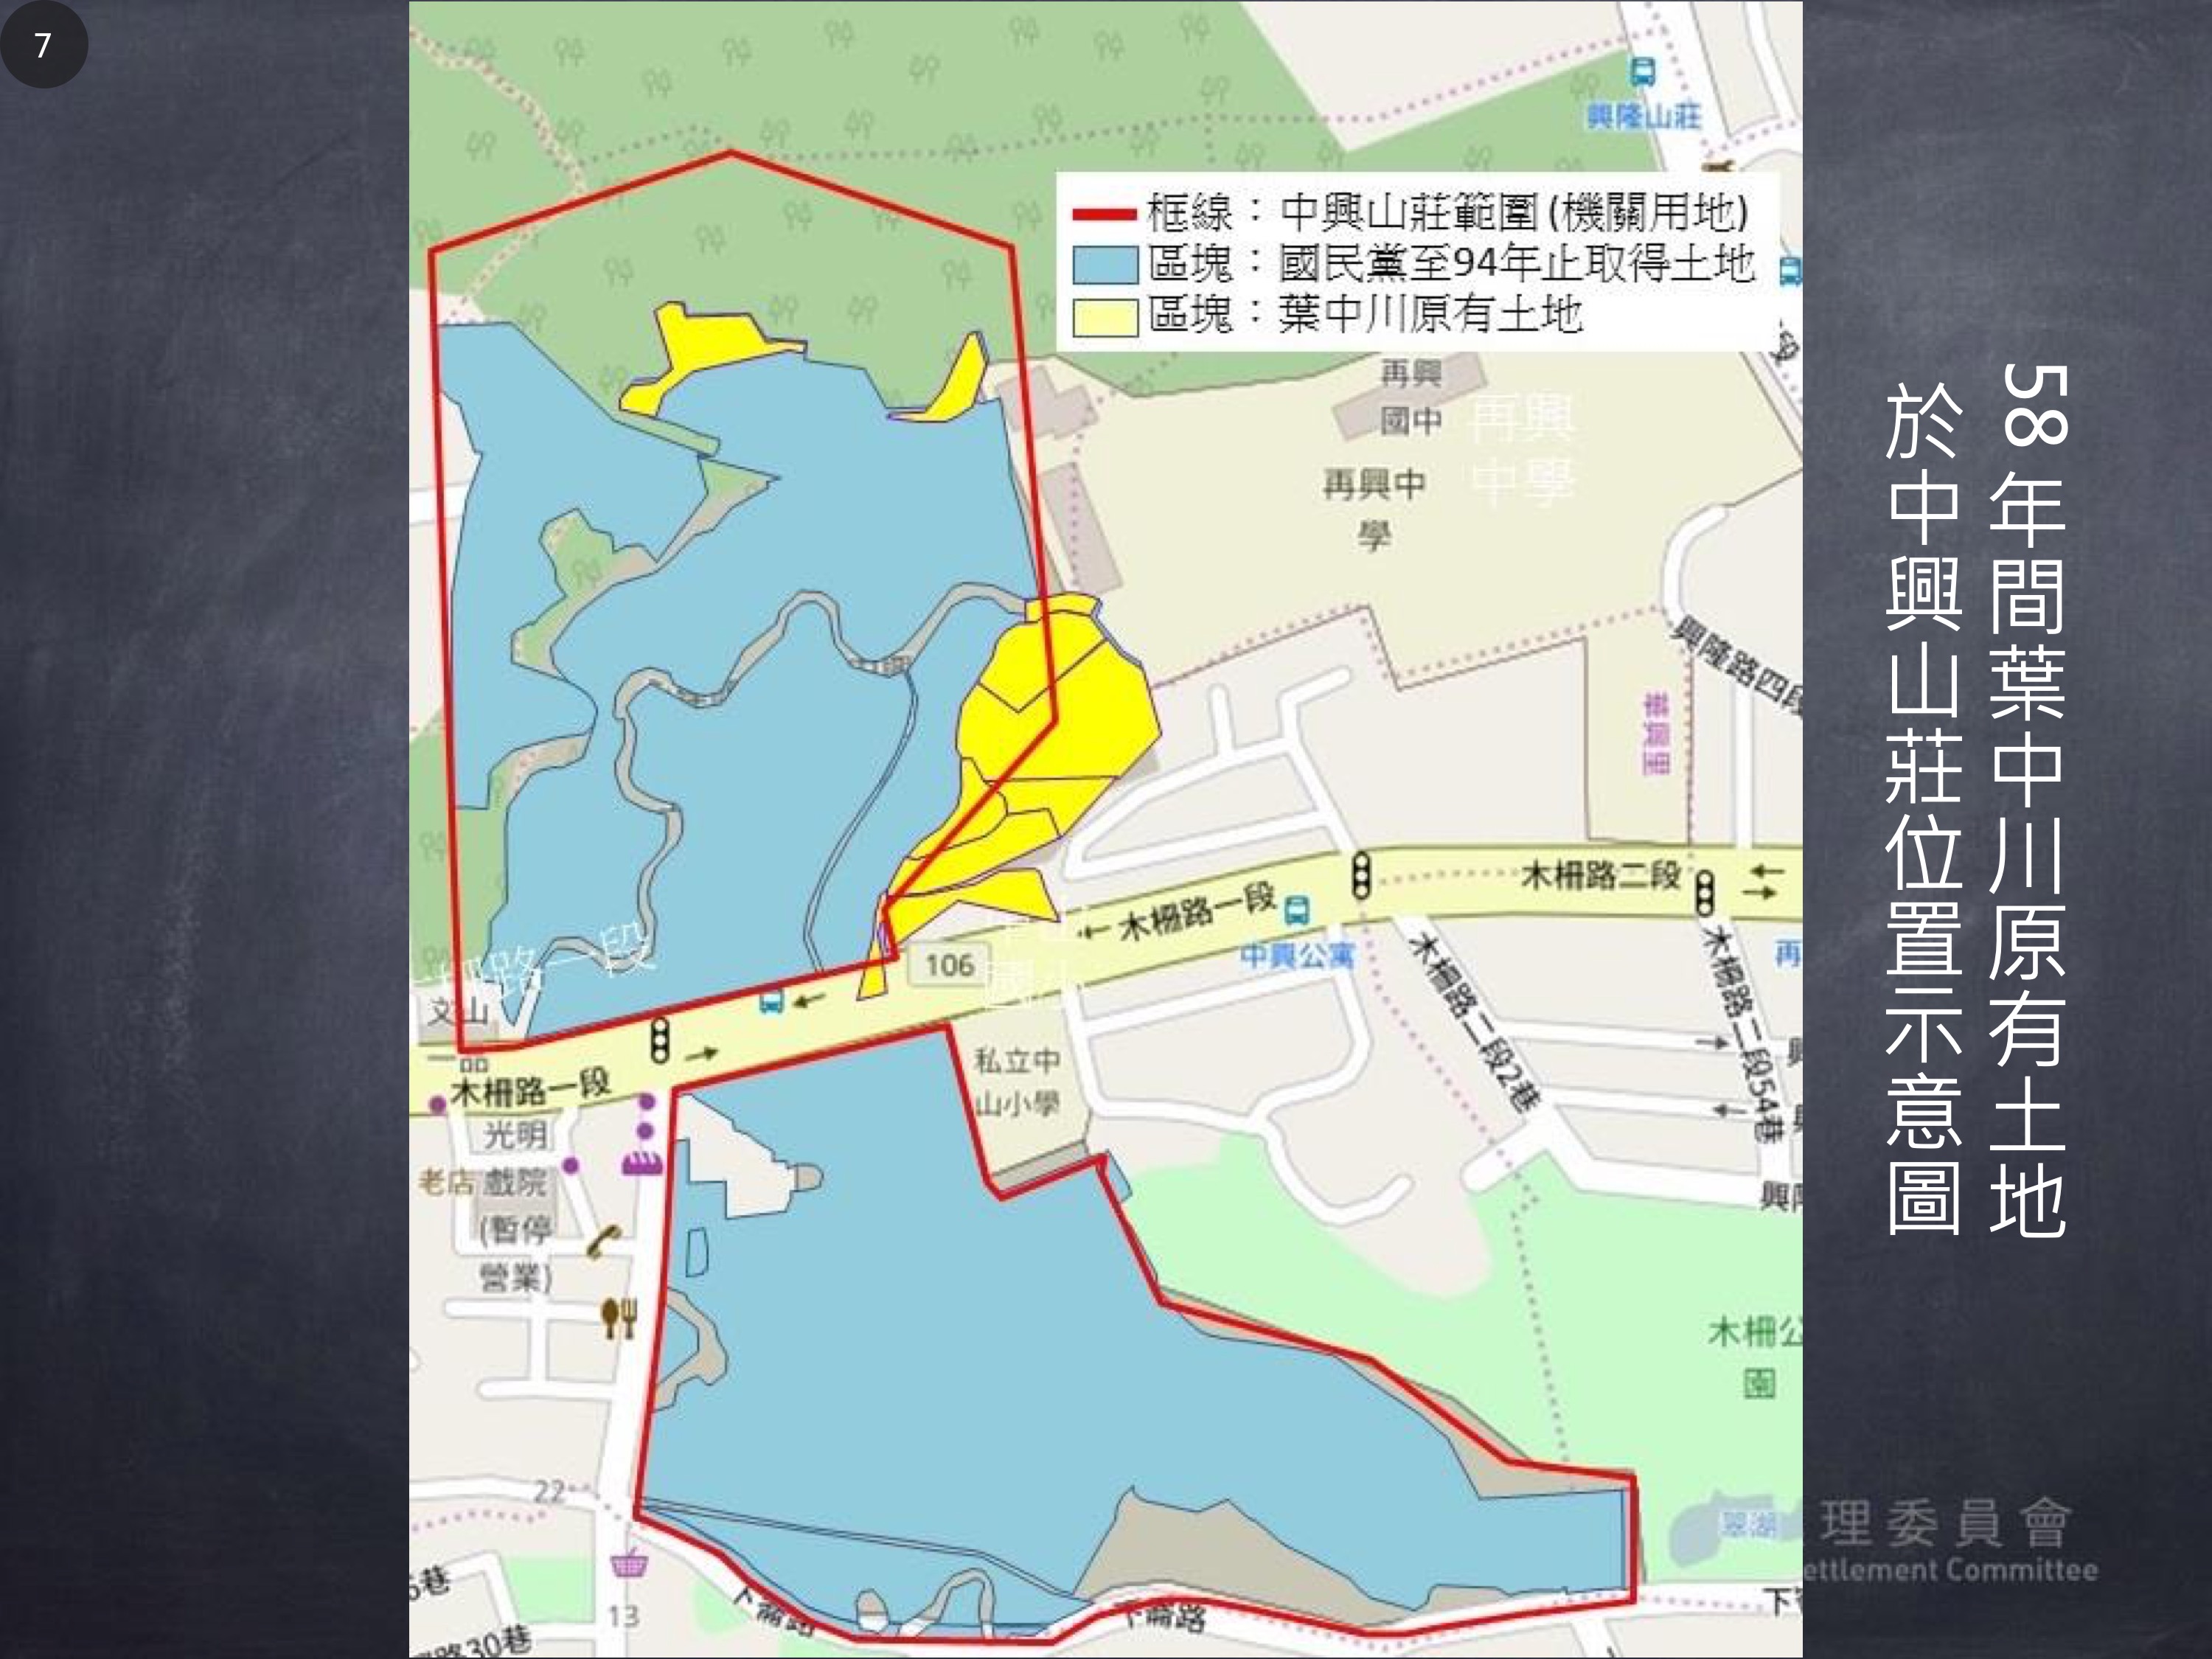 7
58年間葉中川原有土地
於中興山莊位置示意圖
框線：中興山莊範圍(機關用地)
區塊：國民黨至94年止取得土地
區塊：葉中川原有土地
興隆山莊
再興
國中
再興
中學
再興中
學
興隆路四段
木柵路二段
木柵路一段
中興公寓
106
路一段
文山
一品
木柵路一段
私立中
山小學
光明
戲院
(暫停
營業)
老店
木柵路二段2巷
木柵路二段54巷
木柵公
園
翠湖
22
13
下崙路
下崙路
路30巷
理委員會
ettlement Committee